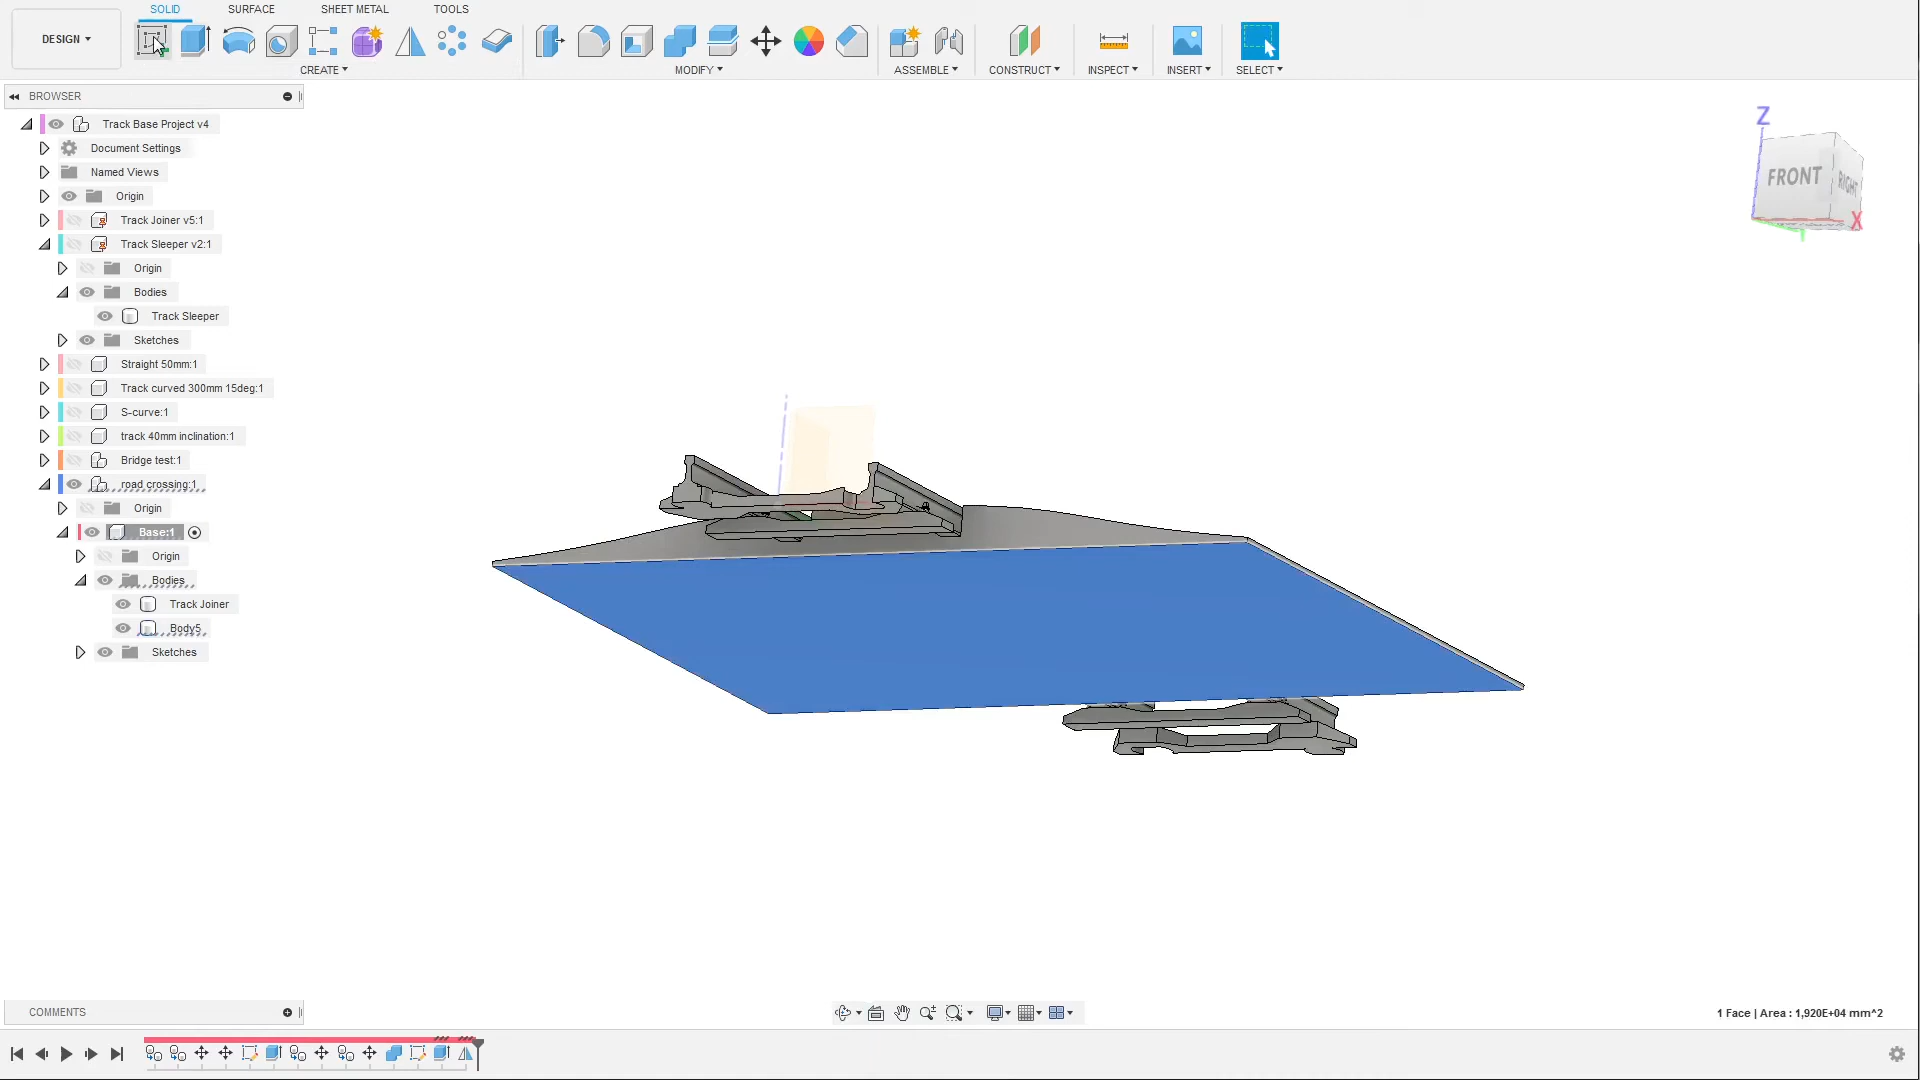 SOLID SURFACE SHEET METAL TOOLS
DESIGN
CREATE MODIFY ASSEMBLE CONSTRUCT INSPECT INSERT SELECT
BROWSER
Track Base Project v4
Document Settings
Named Views
Origin
Track Joiner v5:1
Track Sleeper v2:1
Origin
Bodies
Track Sleeper
Sketches
Straight 50mm:1
Track curved 300mm 15deg:1
S-curve:1
track 40mm inclination:1
Bridge test:1
road crossing:1
Origin
Base:1
Origin
Bodies
Track Joiner
Body5
Sketches
Z
FRONT RIGHT
X
COMMENTS
1 Face | Area : 1,920E+04 mm^2